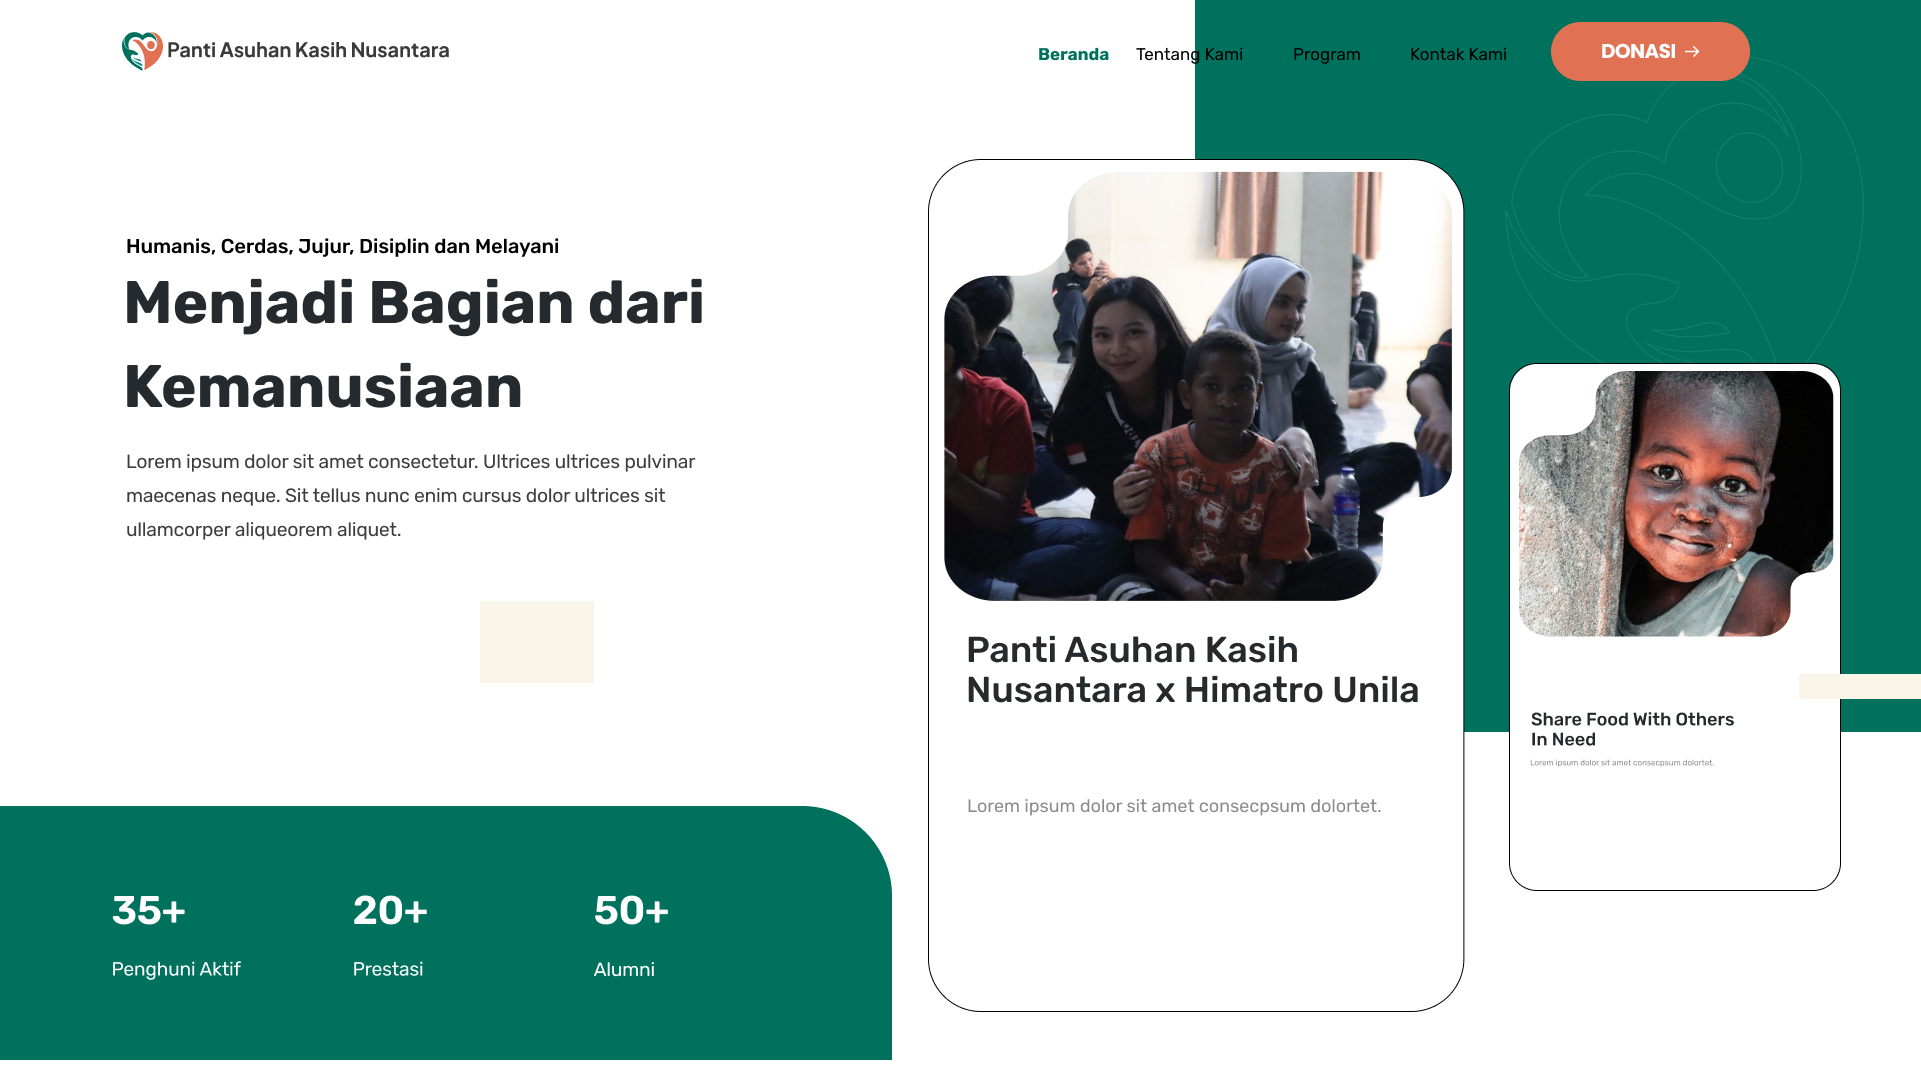 Panti Asuhan Kasih Nusantara
Beranda
Tentang Kami
Program
Kontak Kami
DONASI →
Humanis, Cerdas, Jujur, Disiplin dan Melayani
Menjadi Bagian dari
Kemanusiaan
Lorem ipsum dolor sit amet consectetur. Ultrices ultrices pulvinar
maecenas neque. Sit tellus nunc enim cursus dolor ultrices sit
ullamcorper aliqueorem aliquet.
35+
Penghuni Aktif
20+
Prestasi
50+
Alumni
Panti Asuhan Kasih
Nusantara x Himatro Unila
Lorem ipsum dolor sit amet consecpsum dolortet.
Share Food With Others
In Need
Lorem ipsum dolor sit amet consecpsum dolortet.